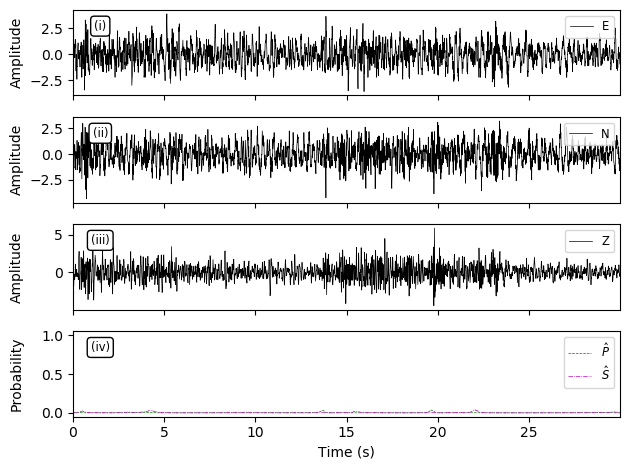 (i)
E
2.5
0.0
−2.5
Amplitude
(ii)
N
2.5
0.0
−2.5
Amplitude
(iii)
Z
5
0
Amplitude
(iv)
P̂
Ŝ
1.0
0.5
0.0
Probability
0 5 10 15 20 25
Time (s)